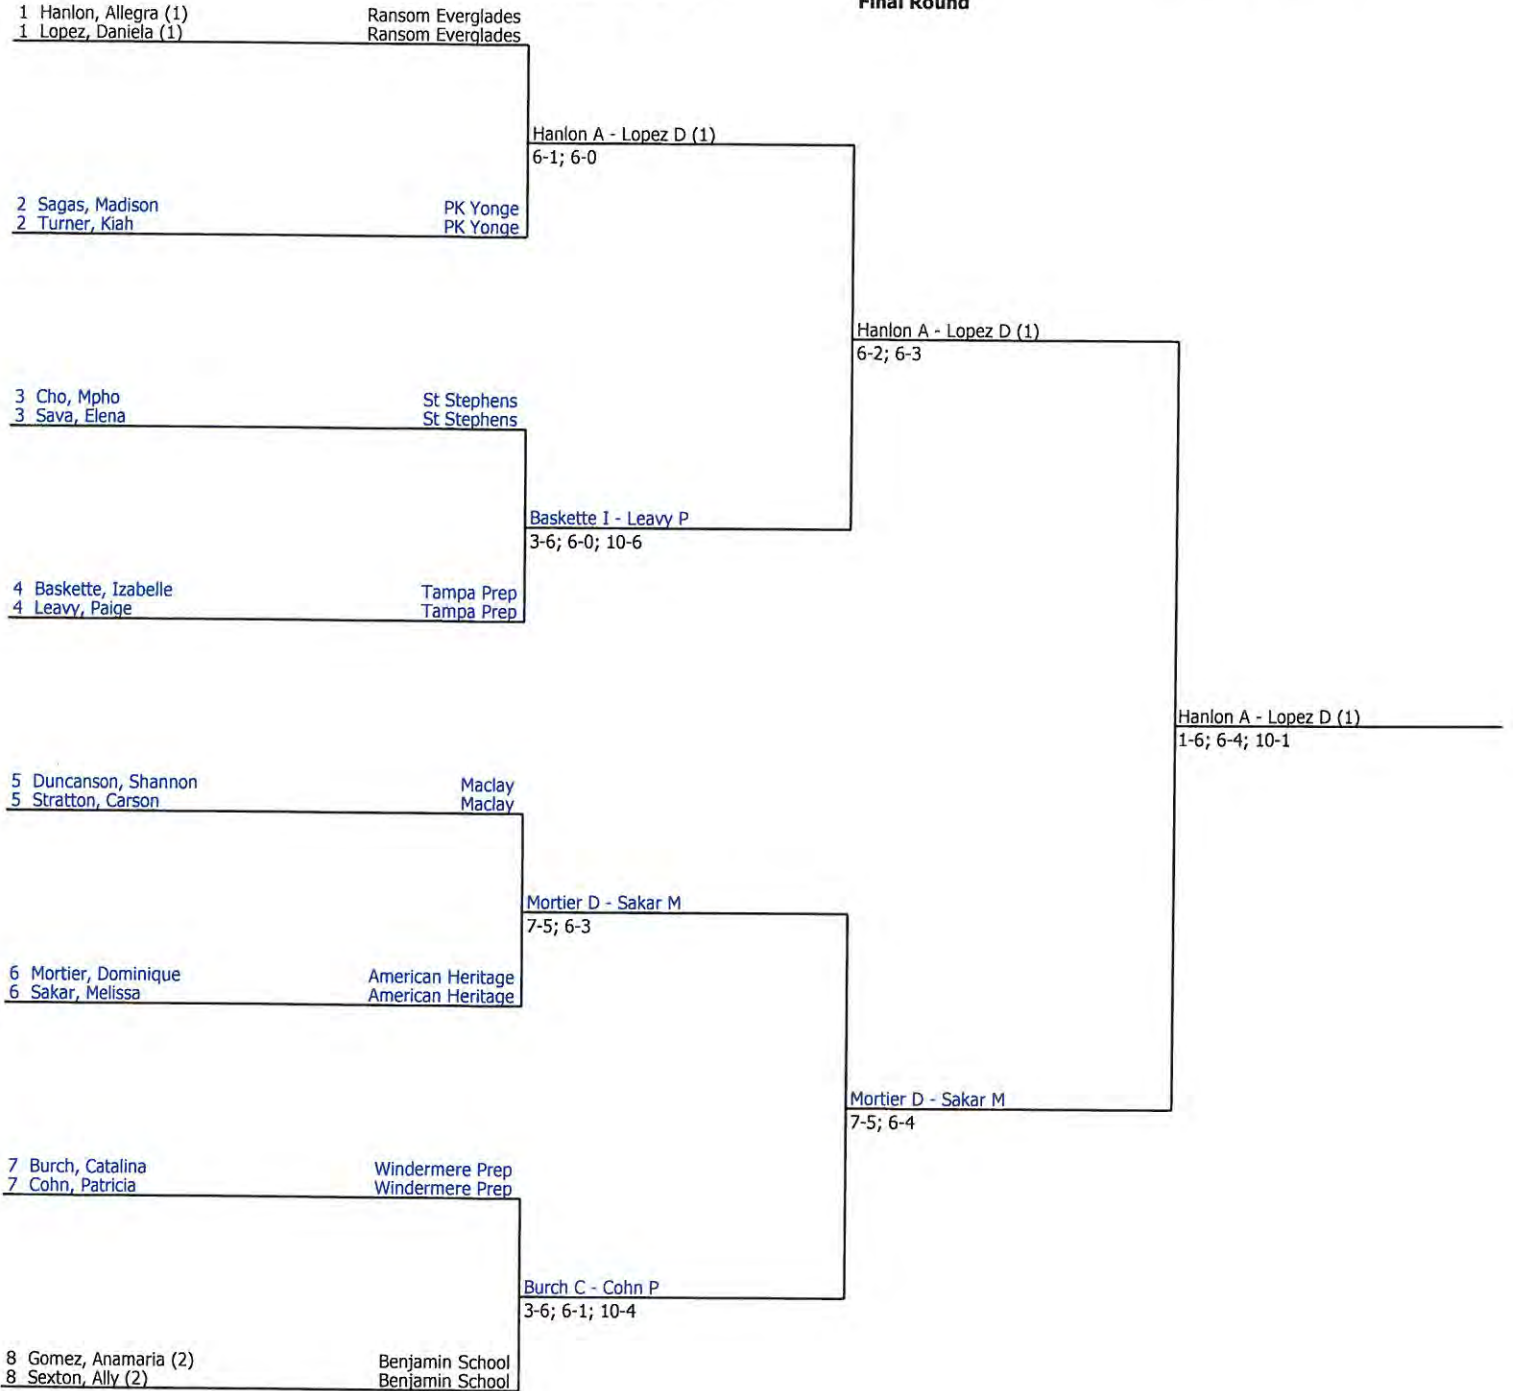 Final Round
1 Hanlon, Allegra (1) Ransom Everglades
1 Lopez, Daniela (1) Ransom Everglades
Hanlon A - Lopez D (1)
6-1; 6-0
2 Sagas, Madison PK Yonge
2 Turner, Kiah PK Yonge
Hanlon A - Lopez D (1)
6-2; 6-3
3 Cho, Mpho St Stephens
3 Sava, Elena St Stephens
Baskette I - Leavy P
3-6; 6-0; 10-6
4 Baskette, Izabelle Tampa Prep
4 Leavy, Paige Tampa Prep
Hanlon A - Lopez D (1)
1-6; 6-4; 10-1
5 Duncanson, Shannon Maclay
5 Stratton, Carson Maclay
Mortier D - Sakar M
7-5; 6-3
6 Mortier, Dominique American Heritage
6 Sakar, Melissa American Heritage
Mortier D - Sakar M
7-5; 6-4
7 Burch, Catalina Windermere Prep
7 Cohn, Patricia Windermere Prep
Burch C - Cohn P
3-6; 6-1; 10-4
8 Gomez, Anamaria (2) Benjamin School
8 Sexton, Ally (2) Benjamin School